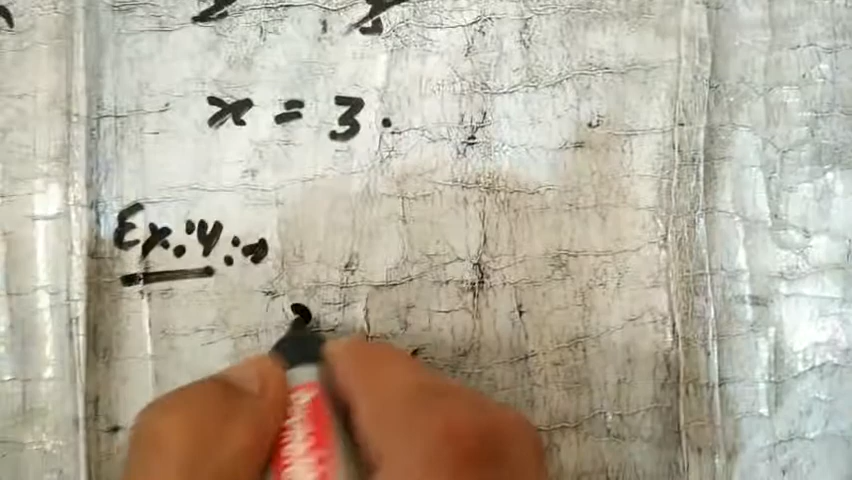 x = 3.
Ex:4:→